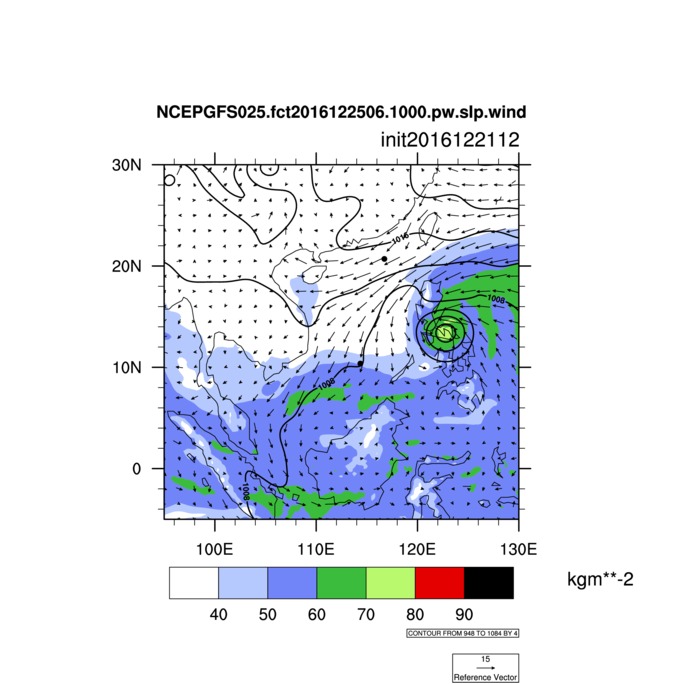 NCEPGFS025.fct2016122506.1000.pw.slp.wind
init2016122112
30N
1016
20N
1008
10N
1008
0
1008
100E 110E 120E 130E
kgm**-2
40 50 60 70 80 90
CONTOUR FROM 948 TO 1084 BY 4
15
Reference Vector